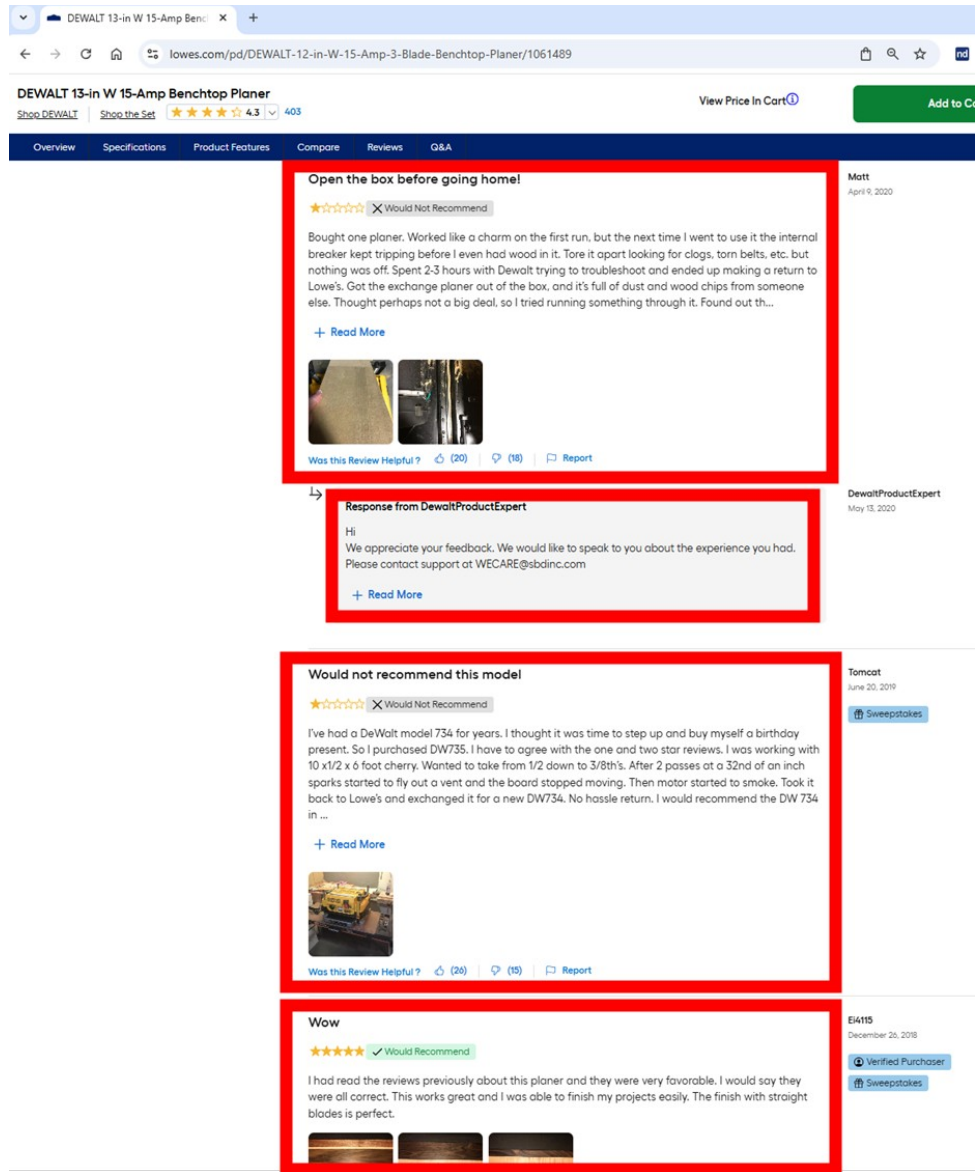 DEWALT 13-in W 15-Amp Benc
lowes.com/pd/DEWALT-12-in-W-15-Amp-3-Blade-Benchtop-Planer/1061489
nd
DEWALT 13-in W 15-Amp Benchtop Planer
Shop DEWALT Shop the Set 4.3 403
View Price In Cart
Add to Ca
Overview Specifications Product Features Compare Reviews Q&A
Open the box before going home!
Would Not Recommend
Bought one planer. Worked like a charm on the first run, but the next time I went to use it the internal
breaker kept tripping before I even had wood in it. Tore it apart looking for clogs, torn belts, etc. but
nothing was off. Spent 2-3 hours with Dewalt trying to troubleshoot and ended up making a return to
Lowe's. Got the exchange planer out of the box, and it's full of dust and wood chips from someone
else. Thought perhaps not a big deal, so I tried running something through it. Found out th...
+ Read More
Was this Review Helpful ? (20) (18) Report
Matt
April 9, 2020
Response from DewaltProductExpert
Hi
We appreciate your feedback. We would like to speak to you about the experience you had.
Please contact support at WECARE@sbdinc.com
+ Read More
DewaltProductExpert
May 13, 2020
Would not recommend this model
Would Not Recommend
I've had a DeWalt model 734 for years. I thought it was time to step up and buy myself a birthday
present. So I purchased DW735. I have to agree with the one and two star reviews. I was working with
10 x1/2 x 6 foot cherry. Wanted to take from 1/2 down to 3/8th's. After 2 passes at a 32nd of an inch
sparks started to fly out a vent and the board stopped moving. Then motor started to smoke. Took it
back to Lowe's and exchanged it for a new DW734. No hassle return. I would recommend the DW 734
in ...
+ Read More
Was this Review Helpful ? (26) (15) Report
Tomcat
June 20, 2019
Sweepstakes
Wow
Would Recommend
I had read the reviews previously about this planer and they were very favorable. I would say they
were all correct. This works great and I was able to finish my projects easily. The finish with straight
blades is perfect.
Ei4115
December 26, 2018
Verified Purchaser
Sweepstakes